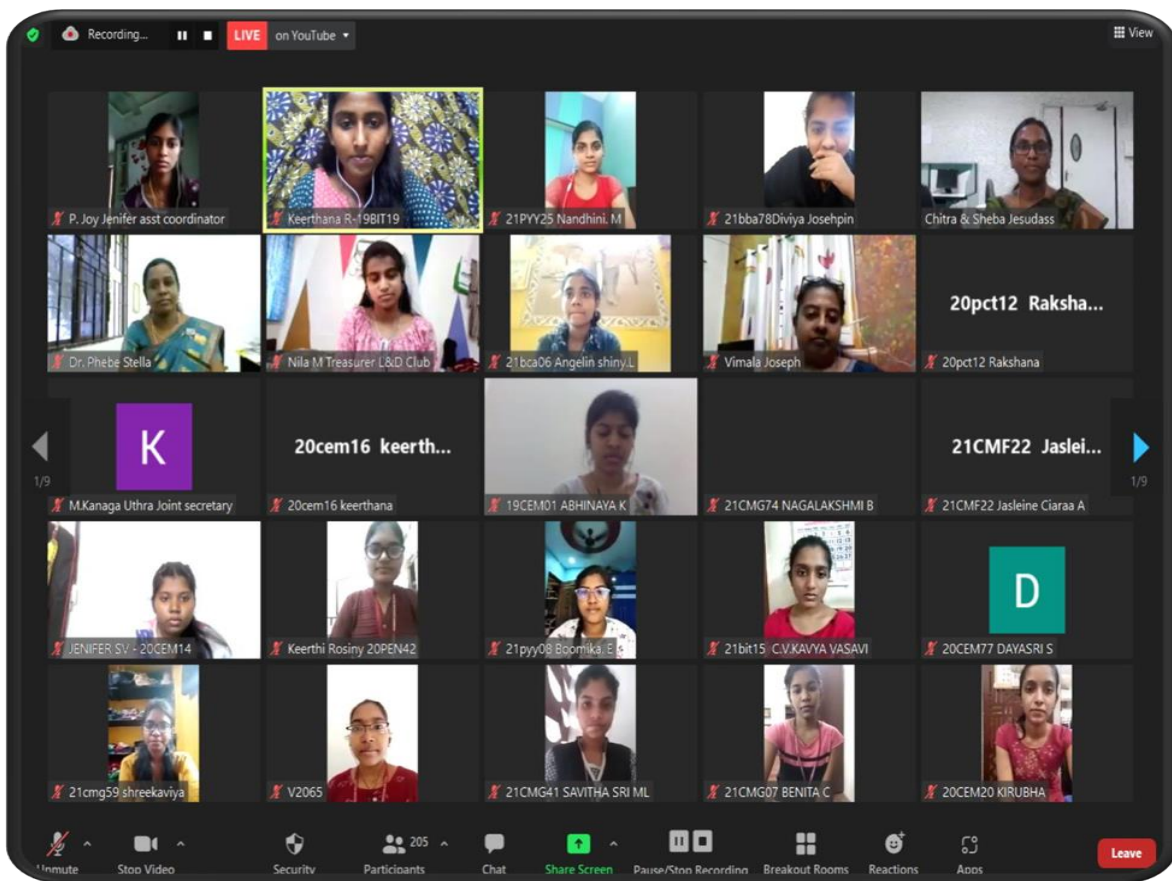 Recording...
LIVE on YouTube
View
P. Joy Jenifer asst coordinator
Keerthana R-19BIT19
21PYY25 Nandhini. M
21bba78Diviya Josehpin
Chitra & Sheba Jesudass
Dr. Phebe Stella
Nila M Treasurer L&D Club
21bca06 Angelin shiny.L
Vimala Joseph
20pct12 Raksha...
20pct12 Rakshana
K
M.Kanaga Uthra Joint secretary
20cem16 keerth...
20cem16 keerthana
19CEM01 ABHINAYA K
21CMG74 NAGALAKSHMI B
21CMF22 Jaslei...
21CMF22 Jasleine Ciaraa A
1/9
1/9
JENIFER SV - 20CEM14
Keerthi Rosiny 20PEN42
21pyy08 Boomika. E
21bit15 C.V.KAVYA VASAVI
D
20CEM77 DAYASRI S
21cmg59 shreekaviya
V2065
21CMG41 SAVITHA SRI ML
21CMG07 BENITA C
20CEM20 KIRUBHA
205
Unmute
Stop Video
Security
Participants
Chat
Share Screen
Pause/Stop Recording
Breakout Rooms
Reactions
Apps
Leave